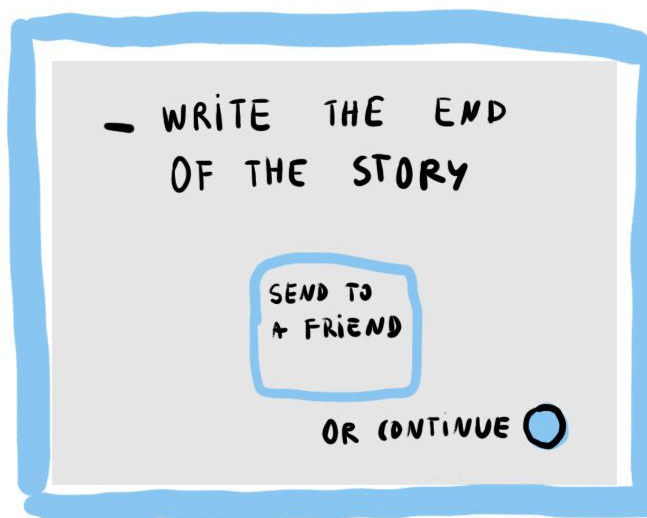 - WRITE THE END
OF THE STORY
SEND TO
A FRIEND
OR CONTINUE